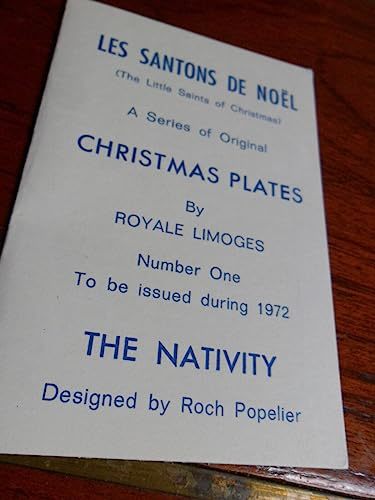 LES SANTONS DE NOËL
(The Little Saints of Christmas)
A Series of Original
CHRISTMAS PLATES
By
ROYALE LIMOGES
Number One
To be issued during 1972
THE NATIVITY
Designed by Roch Popelier